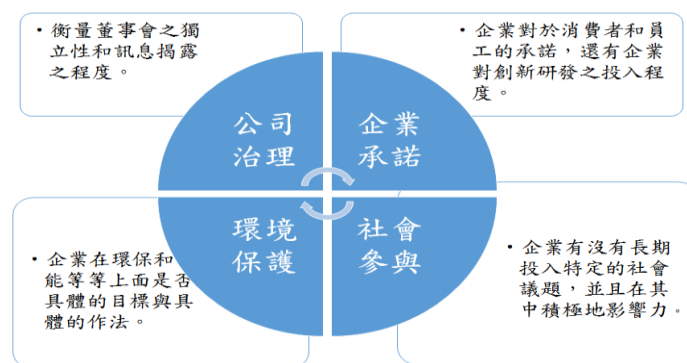 • 衡量董事會之獨
立性和訊息揭露
之程度。
• 企業對於消費者和員
工的承諾，還有企業
對創新研發之投入程
度。
公司
治理
企業
承諾
環境
保護
社會
參與
• 企業在環保和
能等等上面是否
具體的目標與具
體的作法。
• 企業有沒有長期
投入特定的社會
議題，並且在其
中積極地影響力。